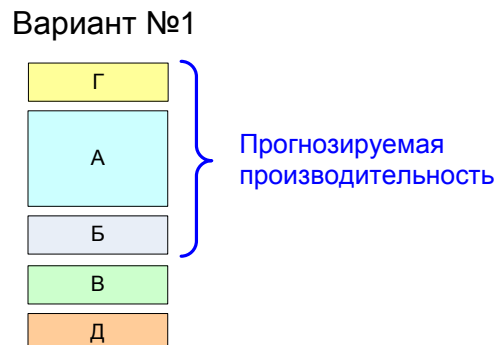 Вариант №1
Г
А
Прогнозируемая
производительность
Б
В
Д